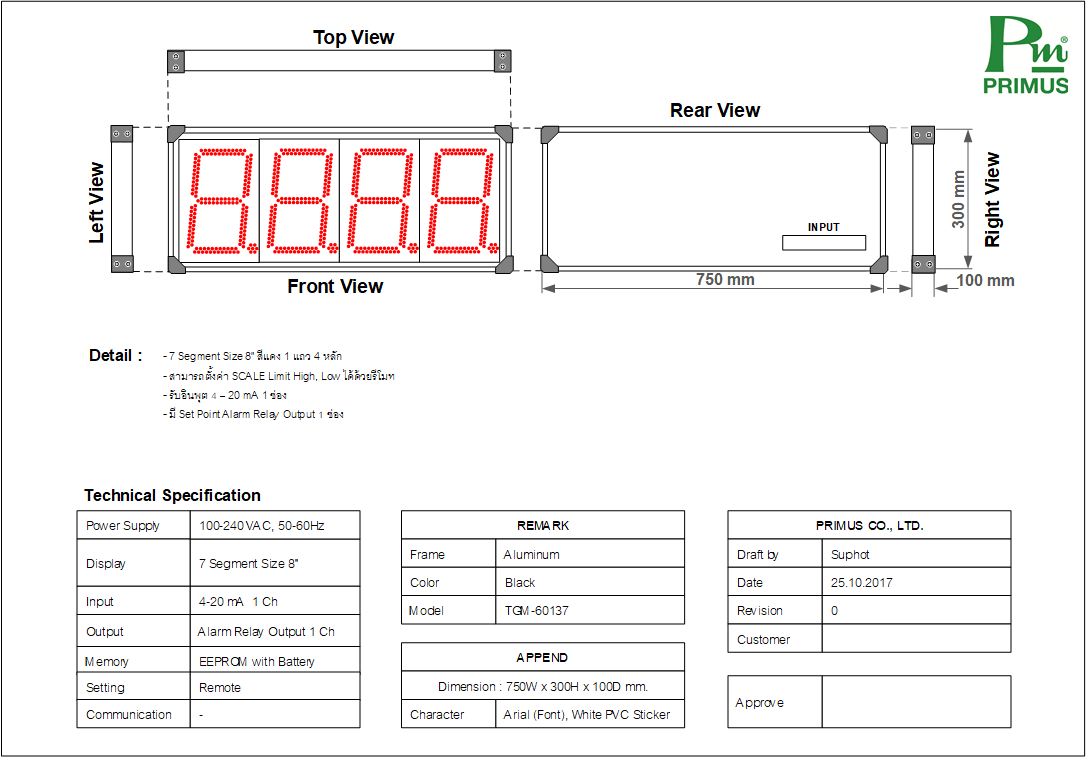 Top View
Pm®
PRIMUS
Rear View
Left View
INPUT
300 mm
Right View
Front View
750 mm
100 mm
Detail :
- 7 Segment Size 8" สีแดง 1 แถว 4 หลัก
- สามารถตั้งค่า SCALE Limit High, Low ได้ด้วยรีโมท
- รับอินพุต 4 – 20 mA 1 ช่อง
- มี Set Point Alarm Relay Output 1 ช่อง
Technical Specification
Power Supply 100-240 VAC, 50-60Hz
Display 7 Segment Size 8"
Input 4-20 mA 1 Ch
Output Alarm Relay Output 1 Ch
Memory EEPROM with Battery
Setting Remote
Communication -
REMARK
Frame Aluminum
Color Black
Model TGM-60137
APPEND
Dimension : 750W x 300H x 100D mm.
Character Arial (Font), White PVC Sticker
PRIMUS CO., LTD.
Draft by Suphot
Date 25.10.2017
Revision 0
Customer
Approve